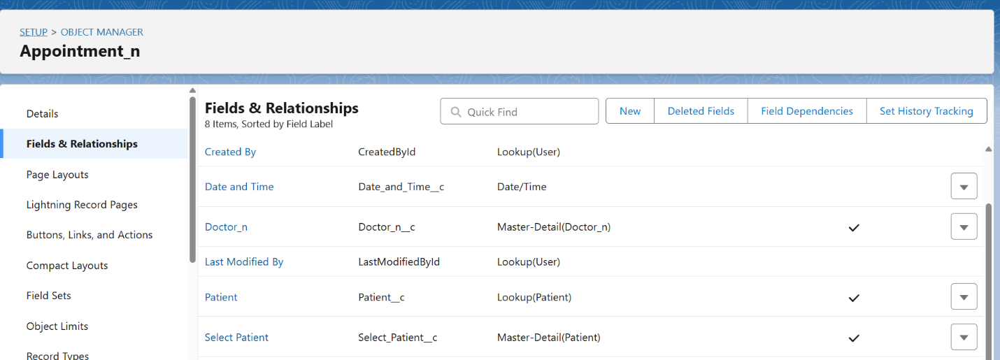 SETUP > OBJECT MANAGER
Appointment_n
Details
Fields & Relationships
Page Layouts
Lightning Record Pages
Buttons, Links, and Actions
Compact Layouts
Field Sets
Object Limits
Record Types
Fields & Relationships
8 Items, Sorted by Field Label
Quick Find
New
Deleted Fields
Field Dependencies
Set History Tracking
Created By CreatedById Lookup(User)
Date and Time Date_and_Time__c Date/Time
Doctor_n Doctor_n__c Master-Detail(Doctor_n)
Last Modified By LastModifiedById Lookup(User)
Patient Patient__c Lookup(Patient)
Select Patient Select_Patient__c Master-Detail(Patient)